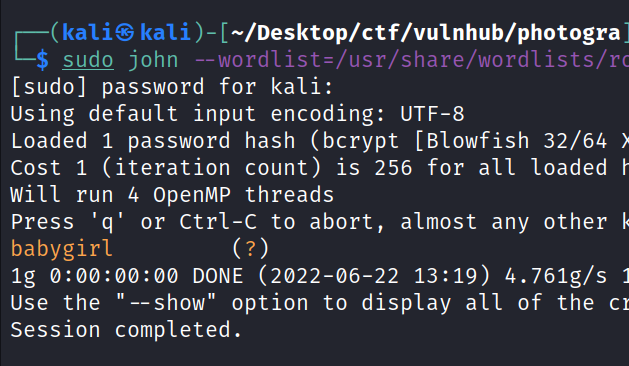 ┌──(kali㉿kali)-[~/Desktop/ctf/vulnhub/photogra]
└─$ sudo john --wordlist=/usr/share/wordlists/ro
[sudo] password for kali:
Using default input encoding: UTF-8
Loaded 1 password hash (bcrypt [Blowfish 32/64 X
Cost 1 (iteration count) is 256 for all loaded h
Will run 4 OpenMP threads
Press 'q' or Ctrl-C to abort, almost any other k
babygirl         (?)
1g 0:00:00:00 DONE (2022-06-22 13:19) 4.761g/s 1
Use the "--show" option to display all of the cr
Session completed.